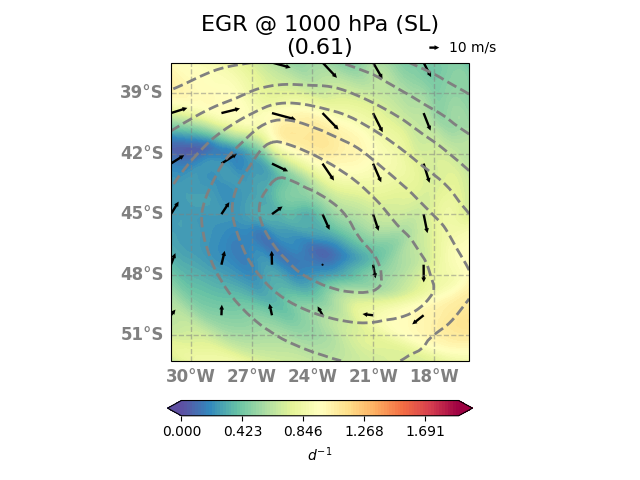 EGR @ 1000 hPa (SL)
(0.61)
10 m/s
39°S
42°S
45°S
48°S
51°S
30°W 27°W 24°W 21°W 18°W
0.000 0.423 0.846 1.268 1.691
d⁻¹